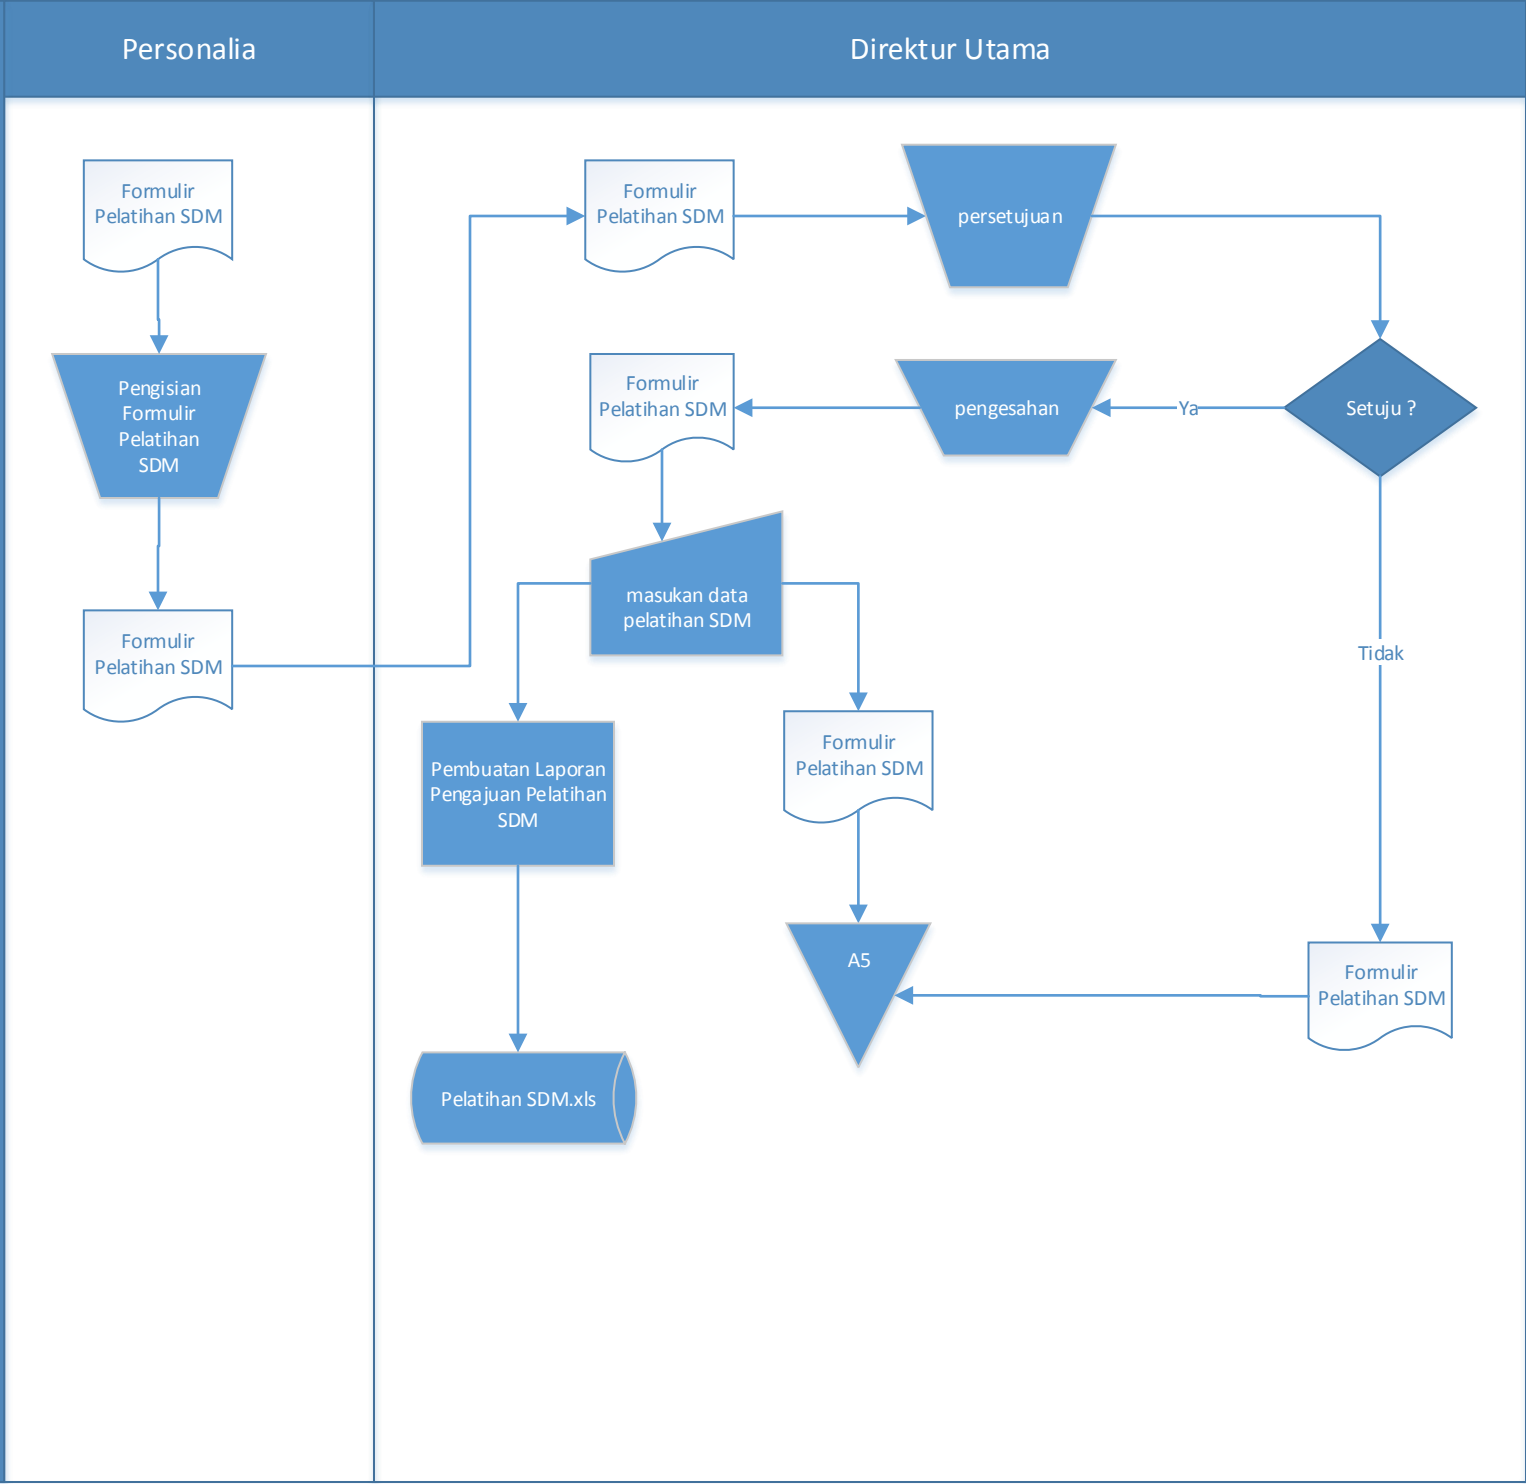 Personalia
Direktur Utama
Formulir
Pelatihan SDM
Pengisian
Formulir
Pelatihan
SDM
Formulir
Pelatihan SDM
Formulir
Pelatihan SDM
persetujuan
Setuju ?
Ya
pengesahan
Formulir
Pelatihan SDM
masukan data
pelatihan SDM
Tidak
Pembuatan Laporan
Pengajuan Pelatihan
SDM
Formulir
Pelatihan SDM
A5
Formulir
Pelatihan SDM
Pelatihan SDM.xls